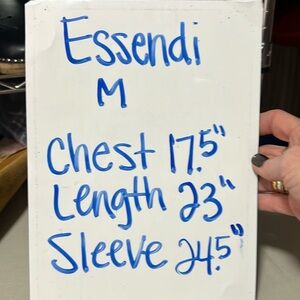 Essendi
M
Chest 17.5"
Length 23"
Sleeve 24.5"